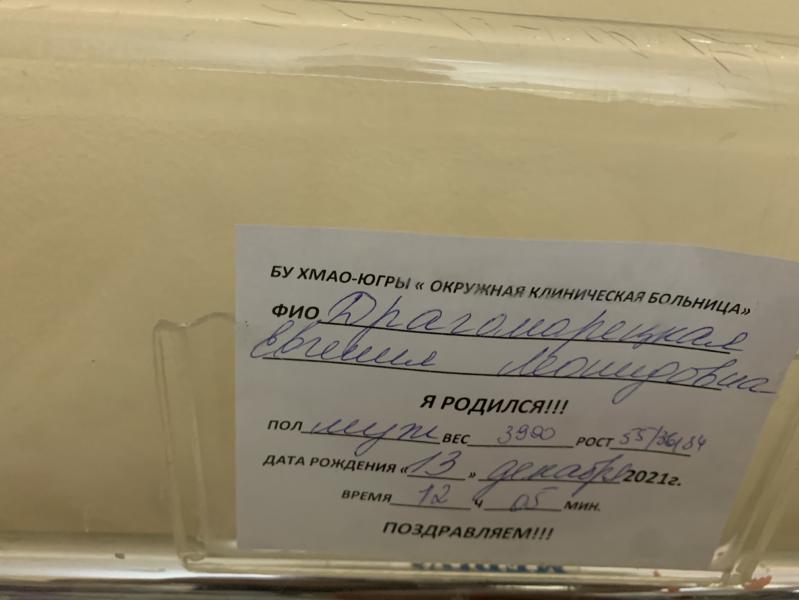 БУ ХМАО-ЮГРЫ « ОКРУЖНАЯ КЛИНИЧЕСКАЯ БОЛЬНИЦА»
ФИО Драгомарецкая
Евгения Леонидовна
Я РОДИЛСЯ!!!
ПОЛ муж ВЕС 3990 РОСТ 55/36/34
ДАТА РОЖДЕНИЯ «13» декабря 2021г.
ВРЕМЯ 12 Ч 05 МИН.
ПОЗДРАВЛЯЕМ!!!